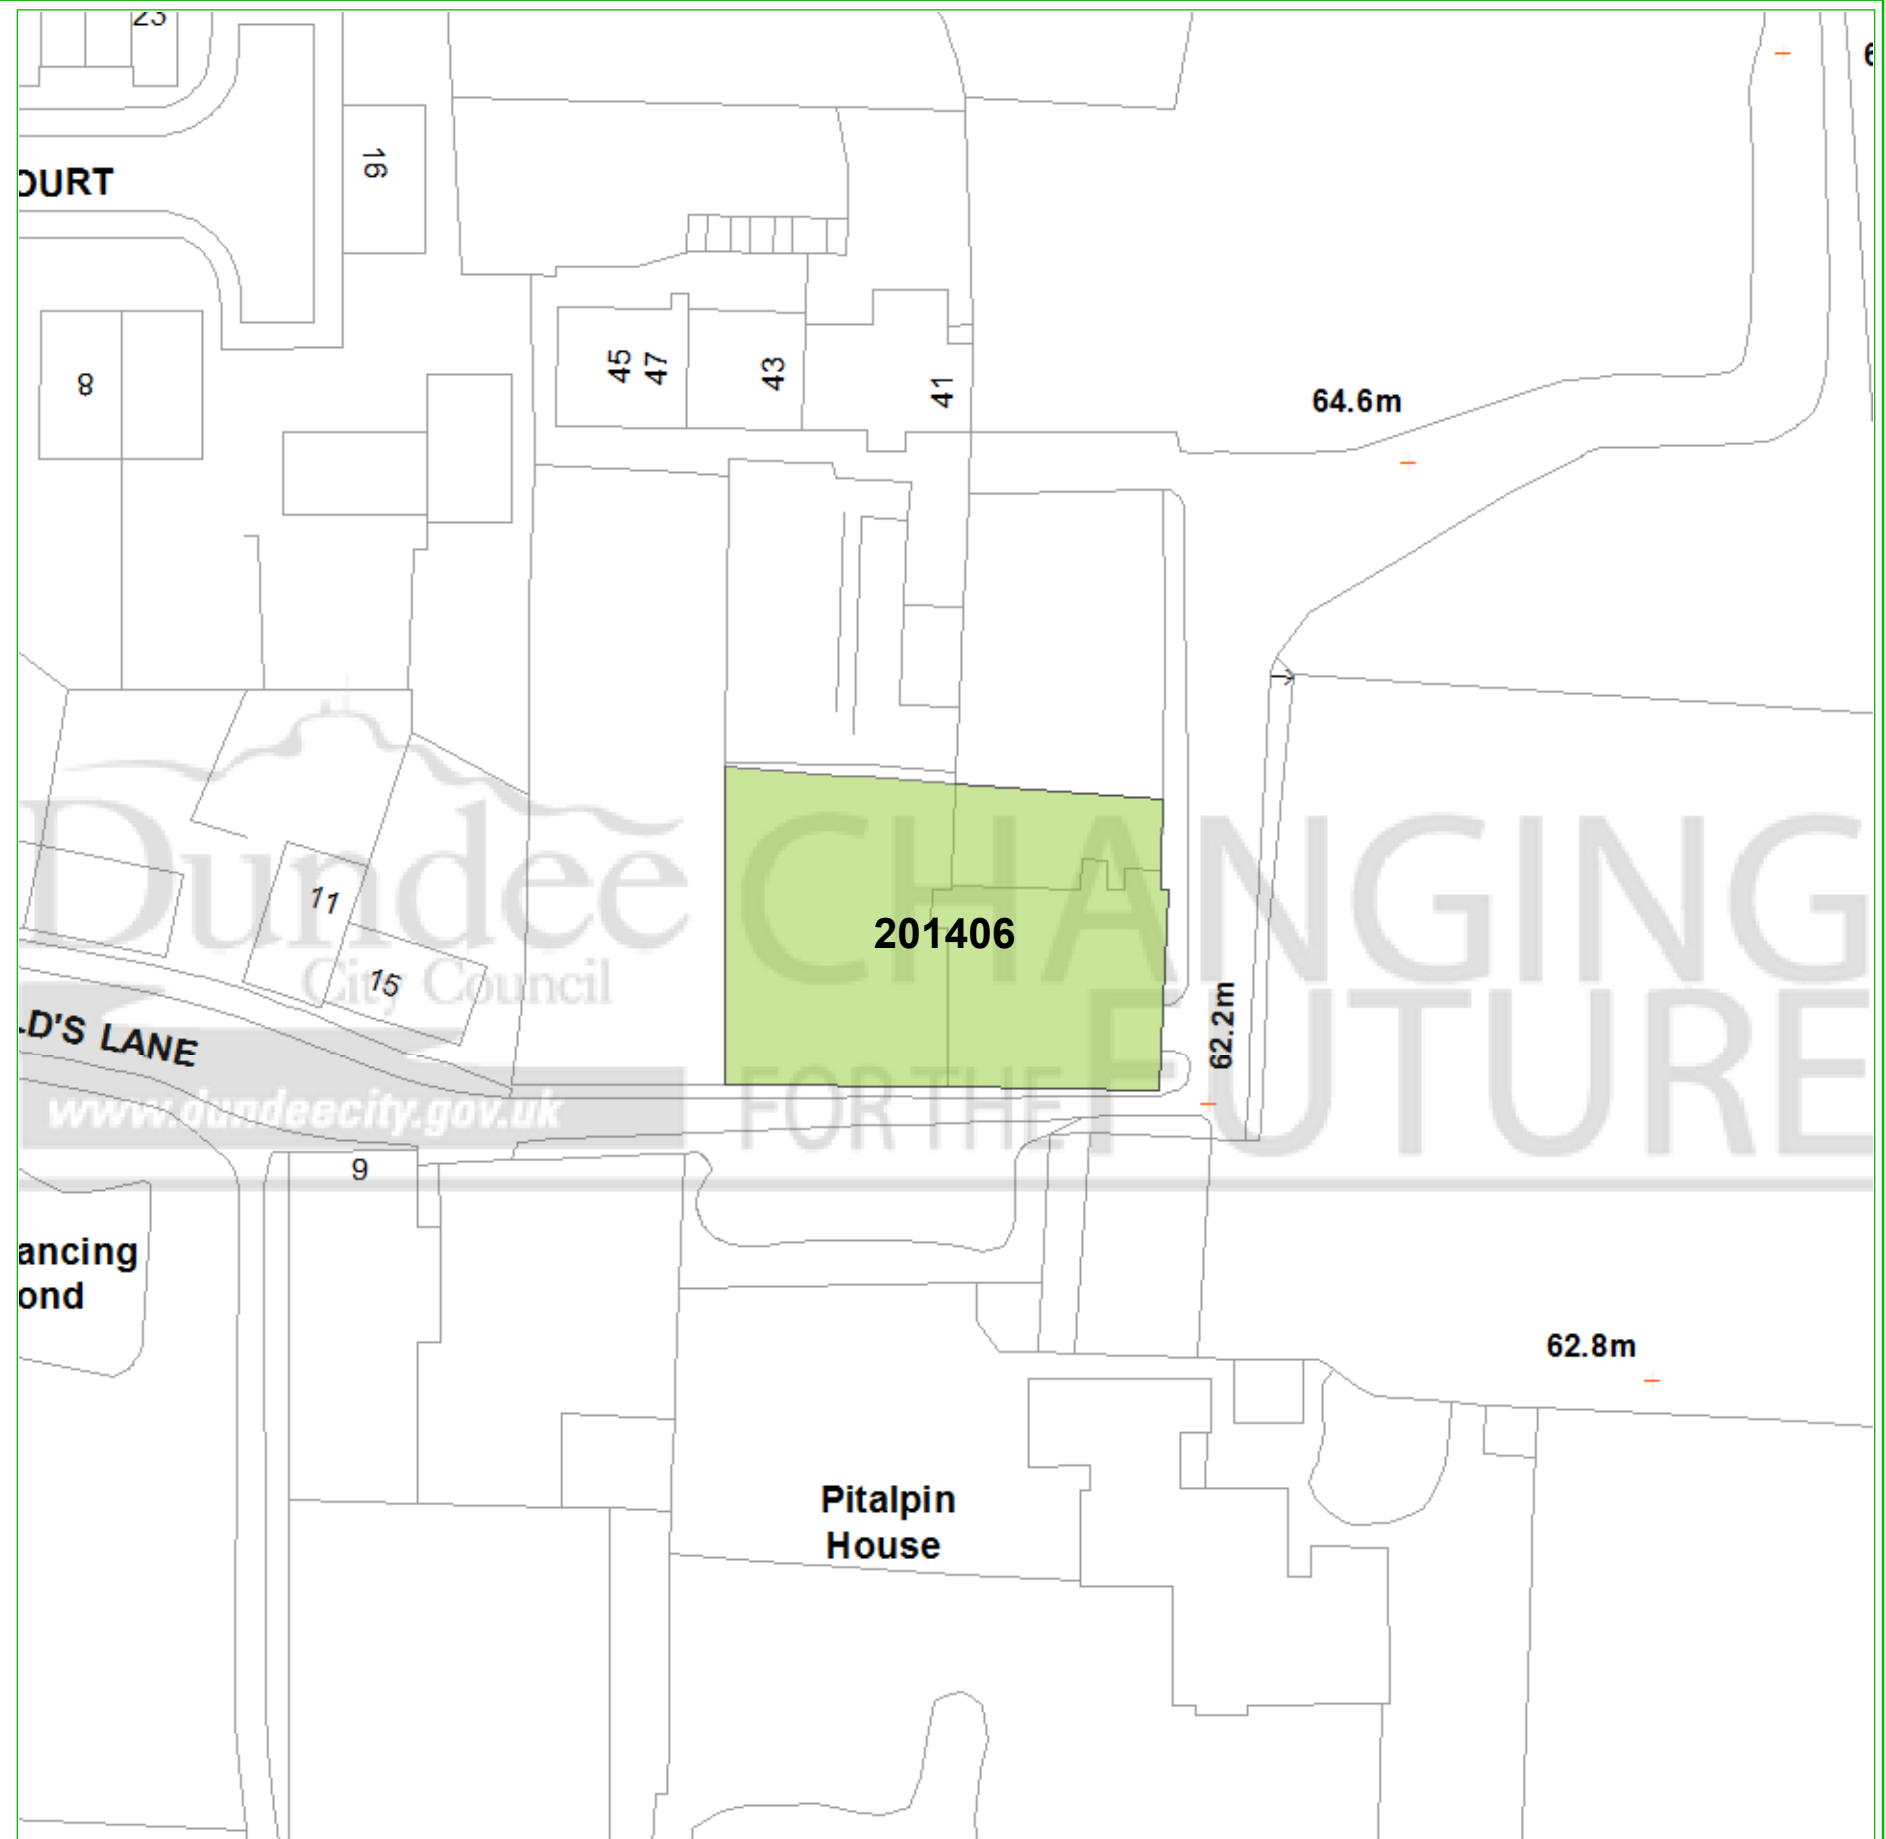 23
OURT
16
8
45
47
43
41
64.6m
Dundee
City Council
CHANGING
FOR THE FUTURE
www.dundeecity.gov.uk
201406
11
15
LD'S LANE
62.2m
9
ancing
ond
62.8m
Pitalpin
House